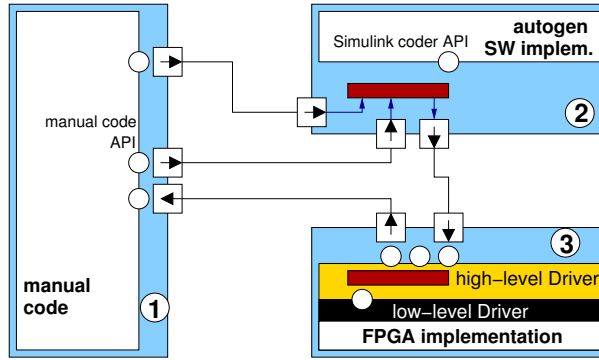 manual code
API
manual
code
1
autogen
SW implem.
Simulink coder API
2
3
high-level Driver
low-level Driver
FPGA implementation